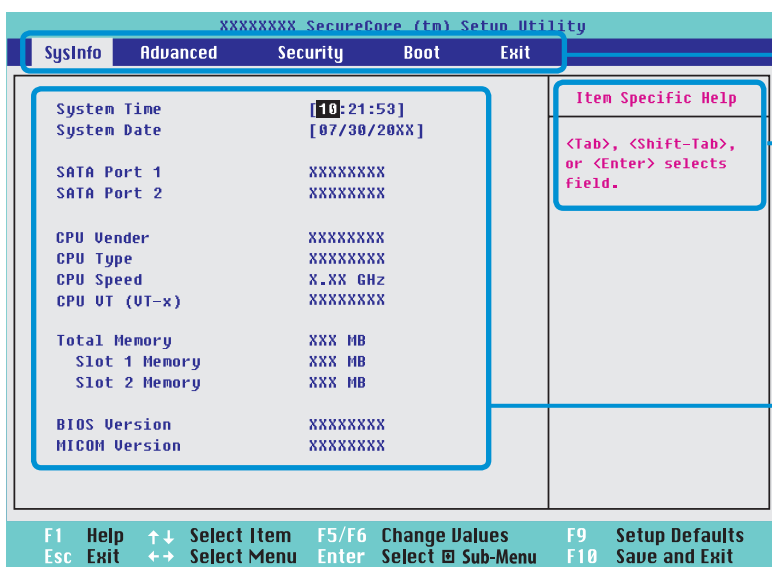 XXXXXXXX SecureCore (tm) Setup Utility
SysInfo Advanced Security Boot Exit
System Time [10:21:53]
System Date [07/30/20XX]
SATA Port 1 XXXXXXXX
SATA Port 2 XXXXXXXX
CPU Vender XXXXXXXX
CPU Type XXXXXXXX
CPU Speed X.XX GHz
CPU VT (VT-x) XXXXXXXX
Total Memory XXX MB
Slot 1 Memory XXX MB
Slot 2 Memory XXX MB
BIOS Version XXXXXXXX
MICOM Version XXXXXXXX
Item Specific Help
<Tab>, <Shift-Tab>,
or <Enter> selects
field.
F1 Help ↑↓ Select Item F5/F6 Change Values F9 Setup Defaults
Esc Exit ←→ Select Menu Enter Select ⊡ Sub-Menu F10 Save and Exit